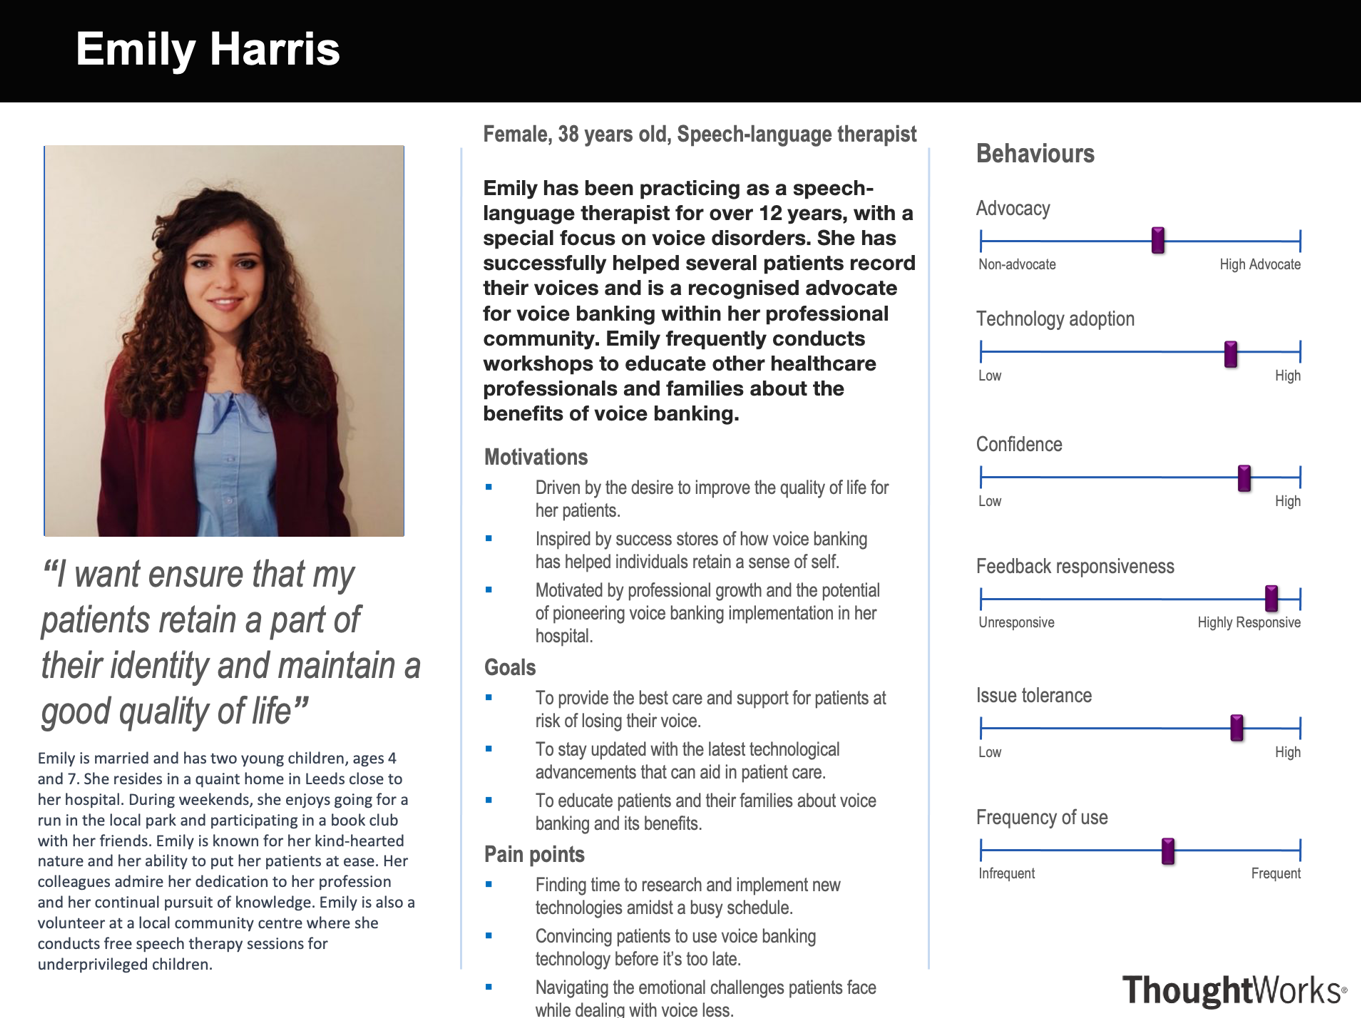 Emily Harris
“I want ensure that my
patients retain a part of
their identity and maintain a
good quality of life”
Emily is married and has two young children, ages 4
and 7. She resides in a quaint home in Leeds close to
her hospital. During weekends, she enjoys going for a
run in the local park and participating in a book club
with her friends. Emily is known for her kind-hearted
nature and her ability to put her patients at ease. Her
colleagues admire her dedication to her profession
and her continual pursuit of knowledge. Emily is also a
volunteer at a local community centre where she
conducts free speech therapy sessions for
underprivileged children.
Female, 38 years old, Speech-language therapist
Emily has been practicing as a speech-
language therapist for over 12 years, with a
special focus on voice disorders. She has
successfully helped several patients record
their voices and is a recognised advocate
for voice banking within her professional
community. Emily frequently conducts
workshops to educate other healthcare
professionals and families about the
benefits of voice banking.
Motivations
Driven by the desire to improve the quality of life for
her patients.
Inspired by success stores of how voice banking
has helped individuals retain a sense of self.
Motivated by professional growth and the potential
of pioneering voice banking implementation in her
hospital.
Goals
To provide the best care and support for patients at
risk of losing their voice.
To stay updated with the latest technological
advancements that can aid in patient care.
To educate patients and their families about voice
banking and its benefits.
Pain points
Finding time to research and implement new
technologies amidst a busy schedule.
Convincing patients to use voice banking
technology before it’s too late.
Navigating the emotional challenges patients face
while dealing with voice less.
Behaviours
Advocacy
Non-advocate High Advocate
Technology adoption
Low High
Confidence
Low High
Feedback responsiveness
Unresponsive Highly Responsive
Issue tolerance
Low High
Frequency of use
Infrequent Frequent
ThoughtWorks®